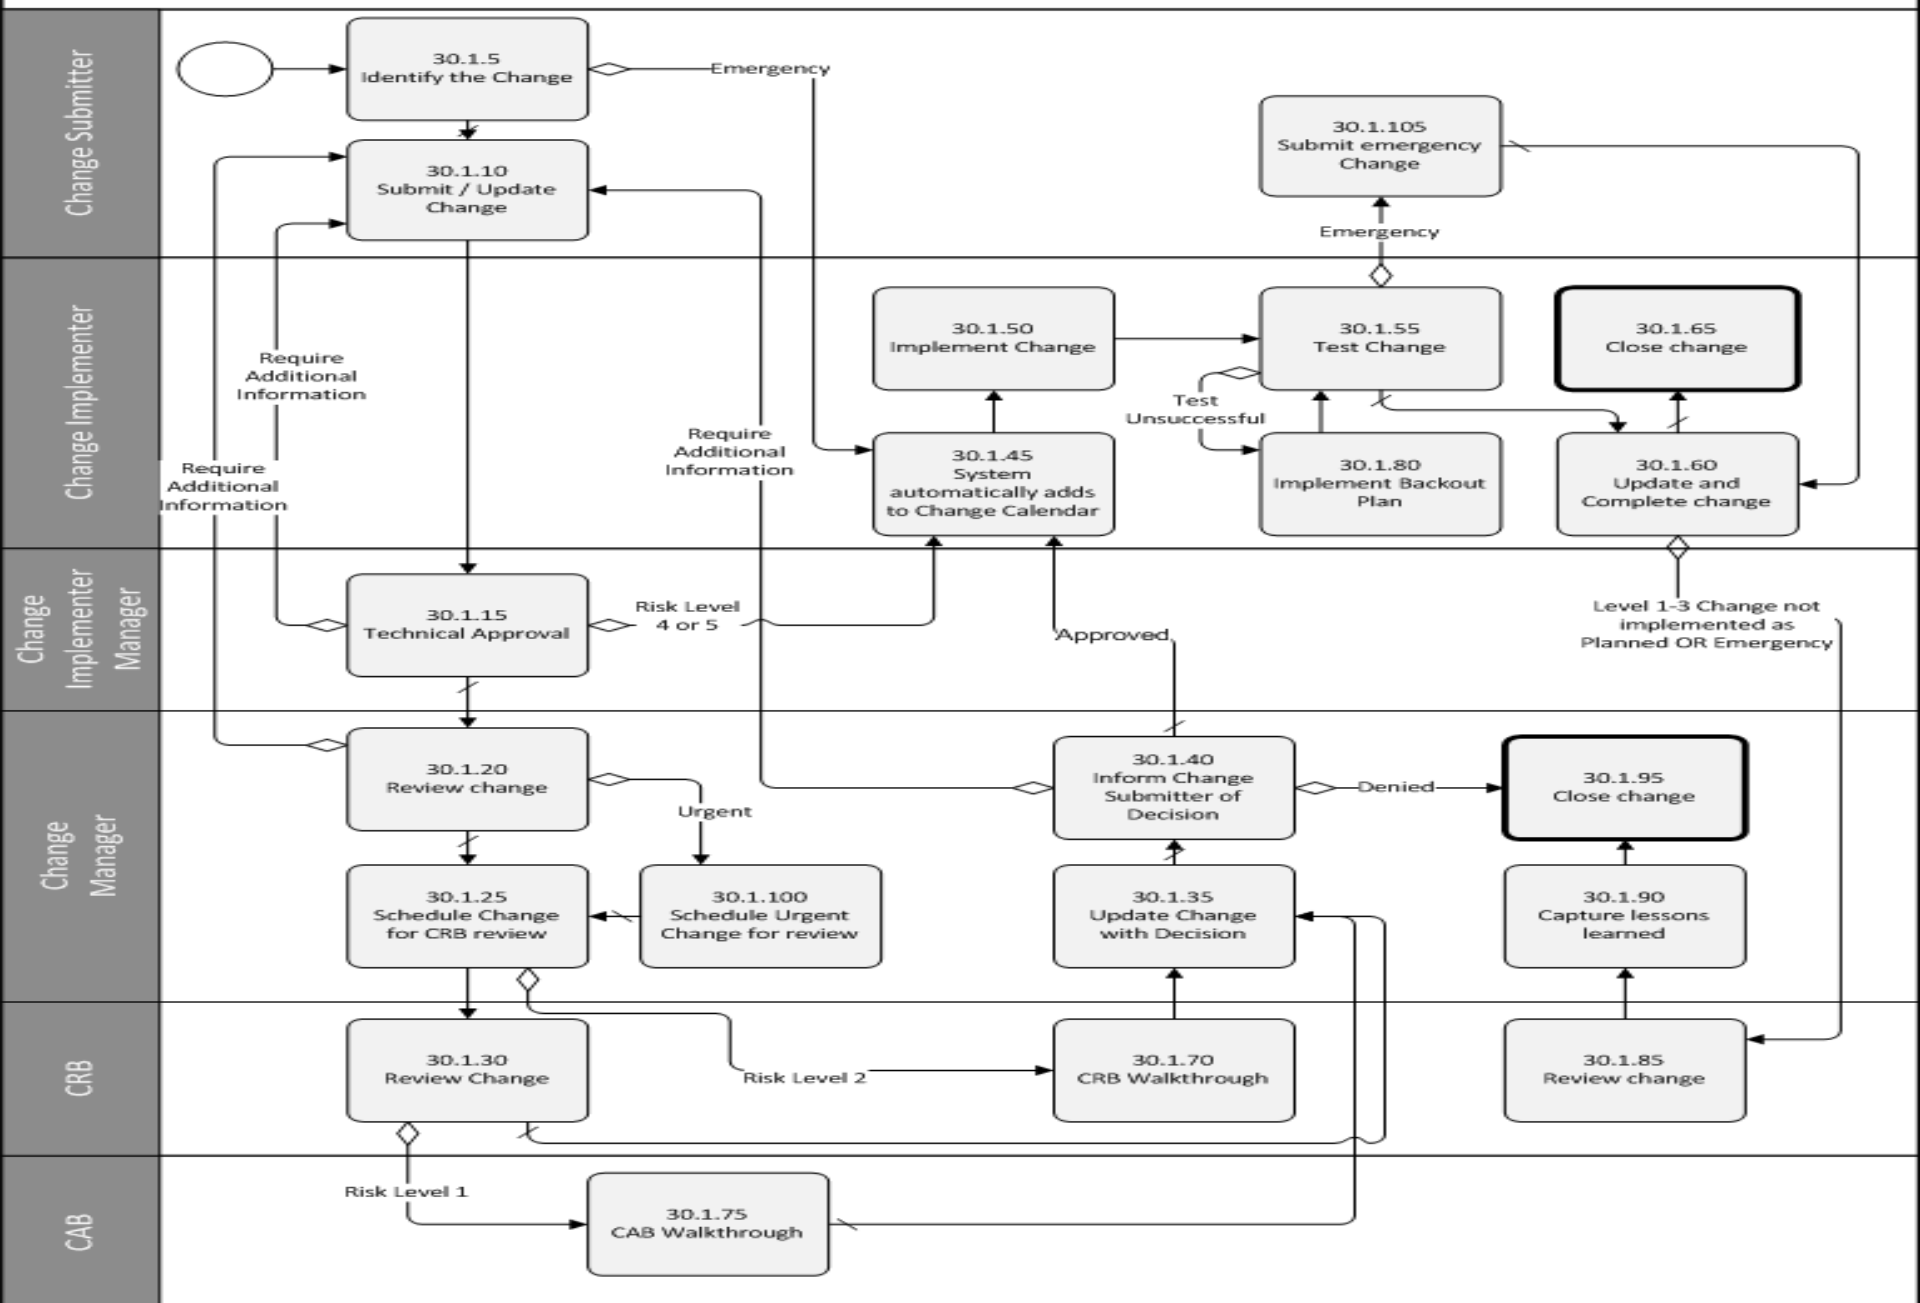 Change Submitter
30.1.5
Identify the Change
Emergency
30.1.10
Submit / Update
Change
30.1.105
Submit emergency
Change
Emergency
Change Implementer
Require
Additional
Information
Require
Additional
Information
Require
Additional
Information
30.1.50
Implement Change
30.1.55
Test Change
30.1.65
Close change
Test
Unsuccessful
30.1.45
System
automatically adds
to Change Calendar
30.1.80
Implement Backout
Plan
30.1.60
Update and
Complete change
Change
Implementer
Manager
30.1.15
Technical Approval
Risk Level
4 or 5
Approved
Level 1-3 Change not
implemented as
Planned OR Emergency
Change
Manager
30.1.20
Review change
Urgent
30.1.40
Inform Change
Submitter of
Decision
Denied
30.1.95
Close change
30.1.25
Schedule Change
for CRB review
30.1.100
Schedule Urgent
Change for review
30.1.35
Update Change
with Decision
30.1.90
Capture lessons
learned
CRB
30.1.30
Review Change
Risk Level 2
30.1.70
CRB Walkthrough
30.1.85
Review change
CAB
Risk Level 1
30.1.75
CAB Walkthrough